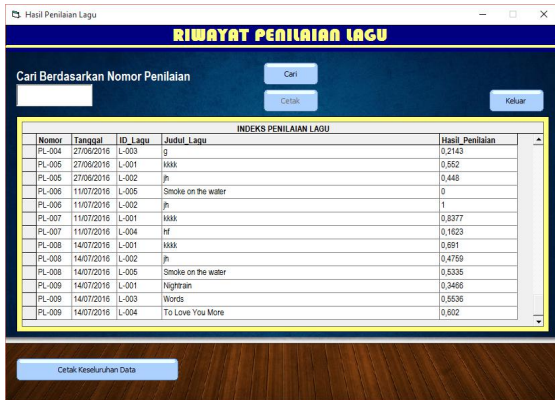 Hasil Penilaian Lagu
RIWAYAT PENILAIAN LAGU
Cari Berdasarkan Nomor Penilaian
Cari
Cetak
Keluar
INDEKS PENILAIAN LAGU
Nomor Tanggal ID_Lagu Judul_Lagu Hasil_Penilaian
PL-004 27/06/2016 L-003 g 0,2143
PL-005 27/06/2016 L-001 kkkk 0,552
PL-005 27/06/2016 L-002 jh 0,448
PL-006 11/07/2016 L-005 Smoke on the water 0
PL-006 11/07/2016 L-002 jh 1
PL-007 11/07/2016 L-001 kkkk 0,8377
PL-007 11/07/2016 L-004 hf 0,1623
PL-008 14/07/2016 L-001 kkkk 0,691
PL-008 14/07/2016 L-002 jh 0,4759
PL-008 14/07/2016 L-005 Smoke on the water 0,5335
PL-009 14/07/2016 L-001 Nightrain 0,3466
PL-009 14/07/2016 L-003 Words 0,5536
PL-009 14/07/2016 L-004 To Love You More 0,602
Cetak Keseluruhan Data